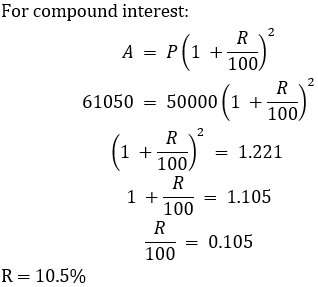 For compound interest:
A = P(1 + R/100)²
61050 = 50000(1 + R/100)²
(1 + R/100)² = 1.221
1 + R/100 = 1.105
R/100 = 0.105
R = 10.5%